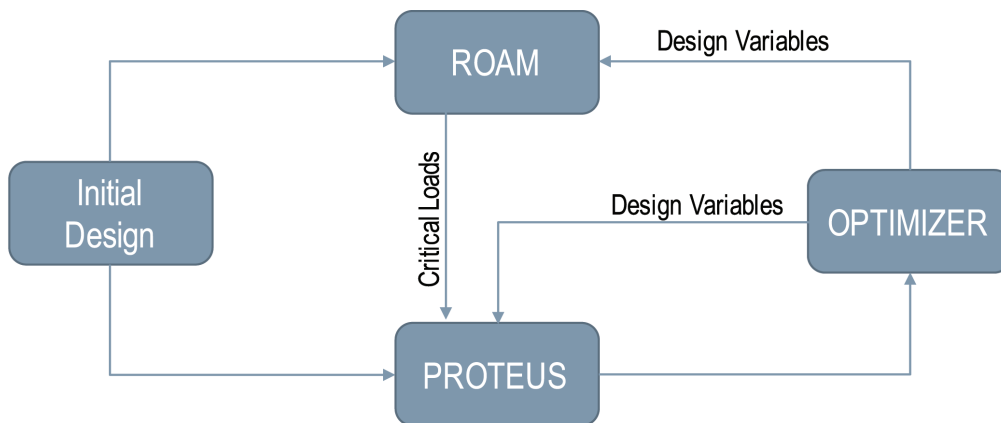 Design Variables
ROAM
Critical Loads
Initial
Design
Design Variables
OPTIMIZER
PROTEUS